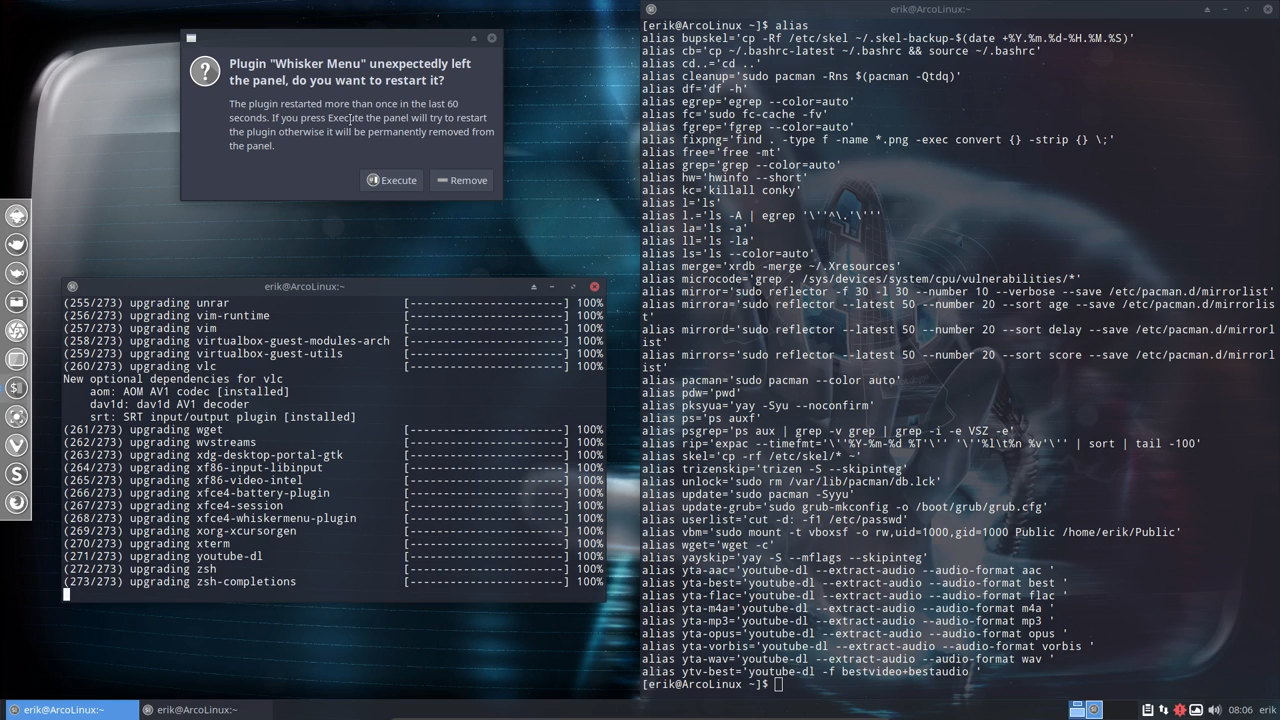 Plugin "Whisker Menu" unexpectedly left
the panel, do you want to restart it?
The plugin restarted more than once in the last 60
seconds. If you press Execute the panel will try to restart
the plugin otherwise it will be permanently removed from
the panel.
Execute
Remove
erik@ArcoLinux:~
(255/273) upgrading unrar [----------------------] 100%
(256/273) upgrading vim-runtime [----------------------] 100%
(257/273) upgrading vim [----------------------] 100%
(258/273) upgrading virtualbox-guest-modules-arch [----------------------] 100%
(259/273) upgrading virtualbox-guest-utils [----------------------] 100%
(260/273) upgrading vlc [----------------------] 100%
New optional dependencies for vlc
aom: AOM AV1 codec [installed]
dav1d: dav1d AV1 decoder
srt: SRT input/output plugin [installed]
(261/273) upgrading wget [----------------------] 100%
(262/273) upgrading wvstreams [----------------------] 100%
(263/273) upgrading xdg-desktop-portal-gtk [----------------------] 100%
(264/273) upgrading xf86-input-libinput [----------------------] 100%
(265/273) upgrading xf86-video-intel [----------------------] 100%
(266/273) upgrading xfce4-battery-plugin [----------------------] 100%
(267/273) upgrading xfce4-session [----------------------] 100%
(268/273) upgrading xfce4-whiskermenu-plugin [----------------------] 100%
(269/273) upgrading xorg-xcursorgen [----------------------] 100%
(270/273) upgrading xterm [----------------------] 100%
(271/273) upgrading youtube-dl [----------------------] 100%
(272/273) upgrading zsh [----------------------] 100%
(273/273) upgrading zsh-completions [----------------------] 100%
erik@ArcoLinux:~
[erik@ArcoLinux ~]$ alias
alias bupskel='cp -Rf /etc/skel ~/.skel-backup-$(date +%Y.%m.%d-%H.%M.%S)'
alias cb='cp ~/.bashrc-latest ~/.bashrc && source ~/.bashrc'
alias cd..='cd ..'
alias cleanup='sudo pacman -Rns $(pacman -Qtdq)'
alias df='df -h'
alias egrep='egrep --color=auto'
alias fc='sudo fc-cache -fv'
alias fgrep='fgrep --color=auto'
alias fixpng='find . -type f -name *.png -exec convert {} -strip {} \;'
alias free='free -mt'
alias grep='grep --color=auto'
alias hw='hwinfo --short'
alias kc='killall conky'
alias l='ls'
alias l.='ls -A | egrep '\''^\.'\'''
alias la='ls -a'
alias ll='ls -la'
alias ls='ls --color=auto'
alias merge='xrdb -merge ~/.Xresources'
alias microcode='grep . /sys/devices/system/cpu/vulnerabilities/*'
alias mirror='sudo reflector -f 30 -l 30 --number 10 --verbose --save /etc/pacman.d/mirrorlist'
alias mirrora='sudo reflector --latest 50 --number 20 --sort age --save /etc/pacman.d/mirrorlis
t'
alias mirrord='sudo reflector --latest 50 --number 20 --sort delay --save /etc/pacman.d/mirrorl
ist'
alias mirrors='sudo reflector --latest 50 --number 20 --sort score --save /etc/pacman.d/mirrorl
ist'
alias pacman='sudo pacman --color auto'
alias pdw='pwd'
alias pksyua='yay -Syu --noconfirm'
alias ps='ps auxf'
alias psgrep='ps aux | grep -v grep | grep -i -e VSZ -e'
alias rip='expac --timefmt='\''%Y-%m-%d %T'\'' '\''%l\t%n %v'\'' | sort | tail -100'
alias skel='cp -rf /etc/skel/* ~'
alias trizenskip='trizen -S --skipinteg'
alias unlock='sudo rm /var/lib/pacman/db.lck'
alias update='sudo pacman -Syyu'
alias update-grub='sudo grub-mkconfig -o /boot/grub/grub.cfg'
alias userlist='cut -d: -f1 /etc/passwd'
alias vbm='sudo mount -t vboxsf -o rw,uid=1000,gid=1000 Public /home/erik/Public'
alias wget='wget -c'
alias yayskip='yay -S --mflags --skipinteg'
alias yta-aac='youtube-dl --extract-audio --audio-format aac '
alias yta-best='youtube-dl --extract-audio --audio-format best '
alias yta-flac='youtube-dl --extract-audio --audio-format flac '
alias yta-m4a='youtube-dl --extract-audio --audio-format m4a '
alias yta-mp3='youtube-dl --extract-audio --audio-format mp3 '
alias yta-opus='youtube-dl --extract-audio --audio-format opus '
alias yta-vorbis='youtube-dl --extract-audio --audio-format vorbis '
alias yta-wav='youtube-dl --extract-audio --audio-format wav '
alias ytv-best='youtube-dl -f bestvideo+bestaudio '
[erik@ArcoLinux ~]$
erik@ArcoLinux:~
erik@ArcoLinux:~
08:06
erik